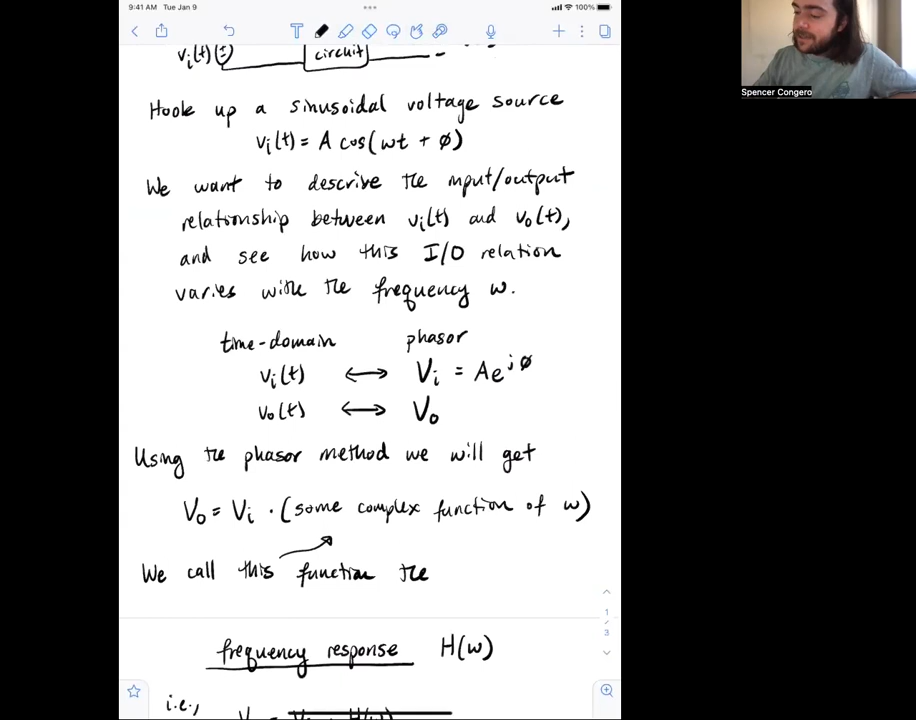 9:41 AM Tue Jan 9
100%
Spencer Congero
vi(t)
circuit
Hook up a sinusoidal voltage source
vi(t) = A cos(ωt + φ)
We want to describe the input/output
relationship between vi(t) and vo(t),
and see how this I/O relation
varies with the frequency ω.
time-domain phasor
vi(t) ↔ Vi = Ae^jφ
vo(t) ↔ Vo
Using the phasor method we will get
Vo = Vi · (some complex function of ω)
We call this function the
1
/
3
frequency response H(ω)
i.e.,